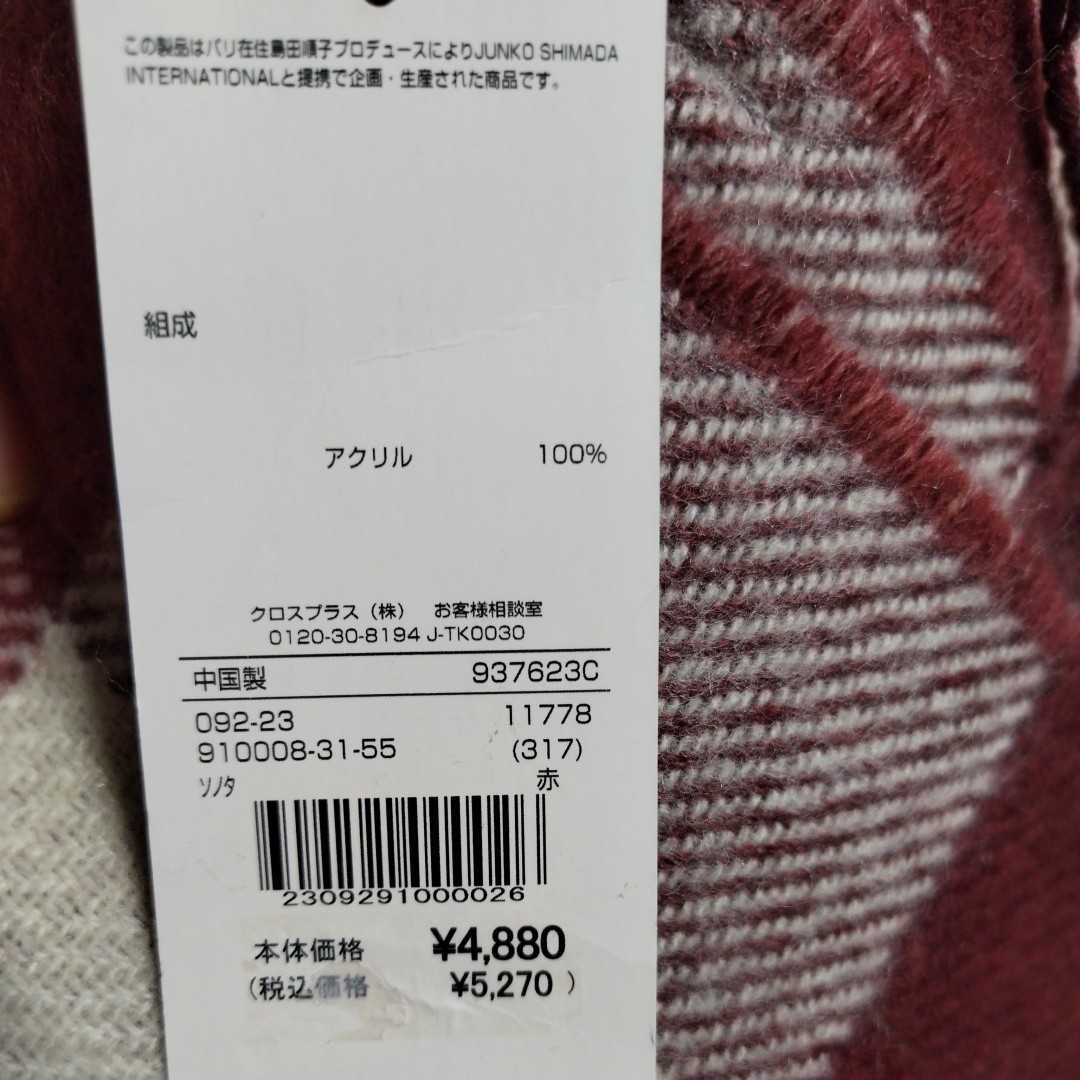 この製品はパリ在住島田順子プロデュースによりJUNKO SHIMADA
INTERNATIONALと提携で企画・生産された商品です。
組成
アクリル 100%
クロスプラス（株） お客様相談室
0120-30-8194 J-TK0030
中国製 937623C
092-23 11778
910008-31-55 (317)
ソノタ 赤
2309291000026
本体価格 ¥4,880
(税込価格 ¥5,270 )